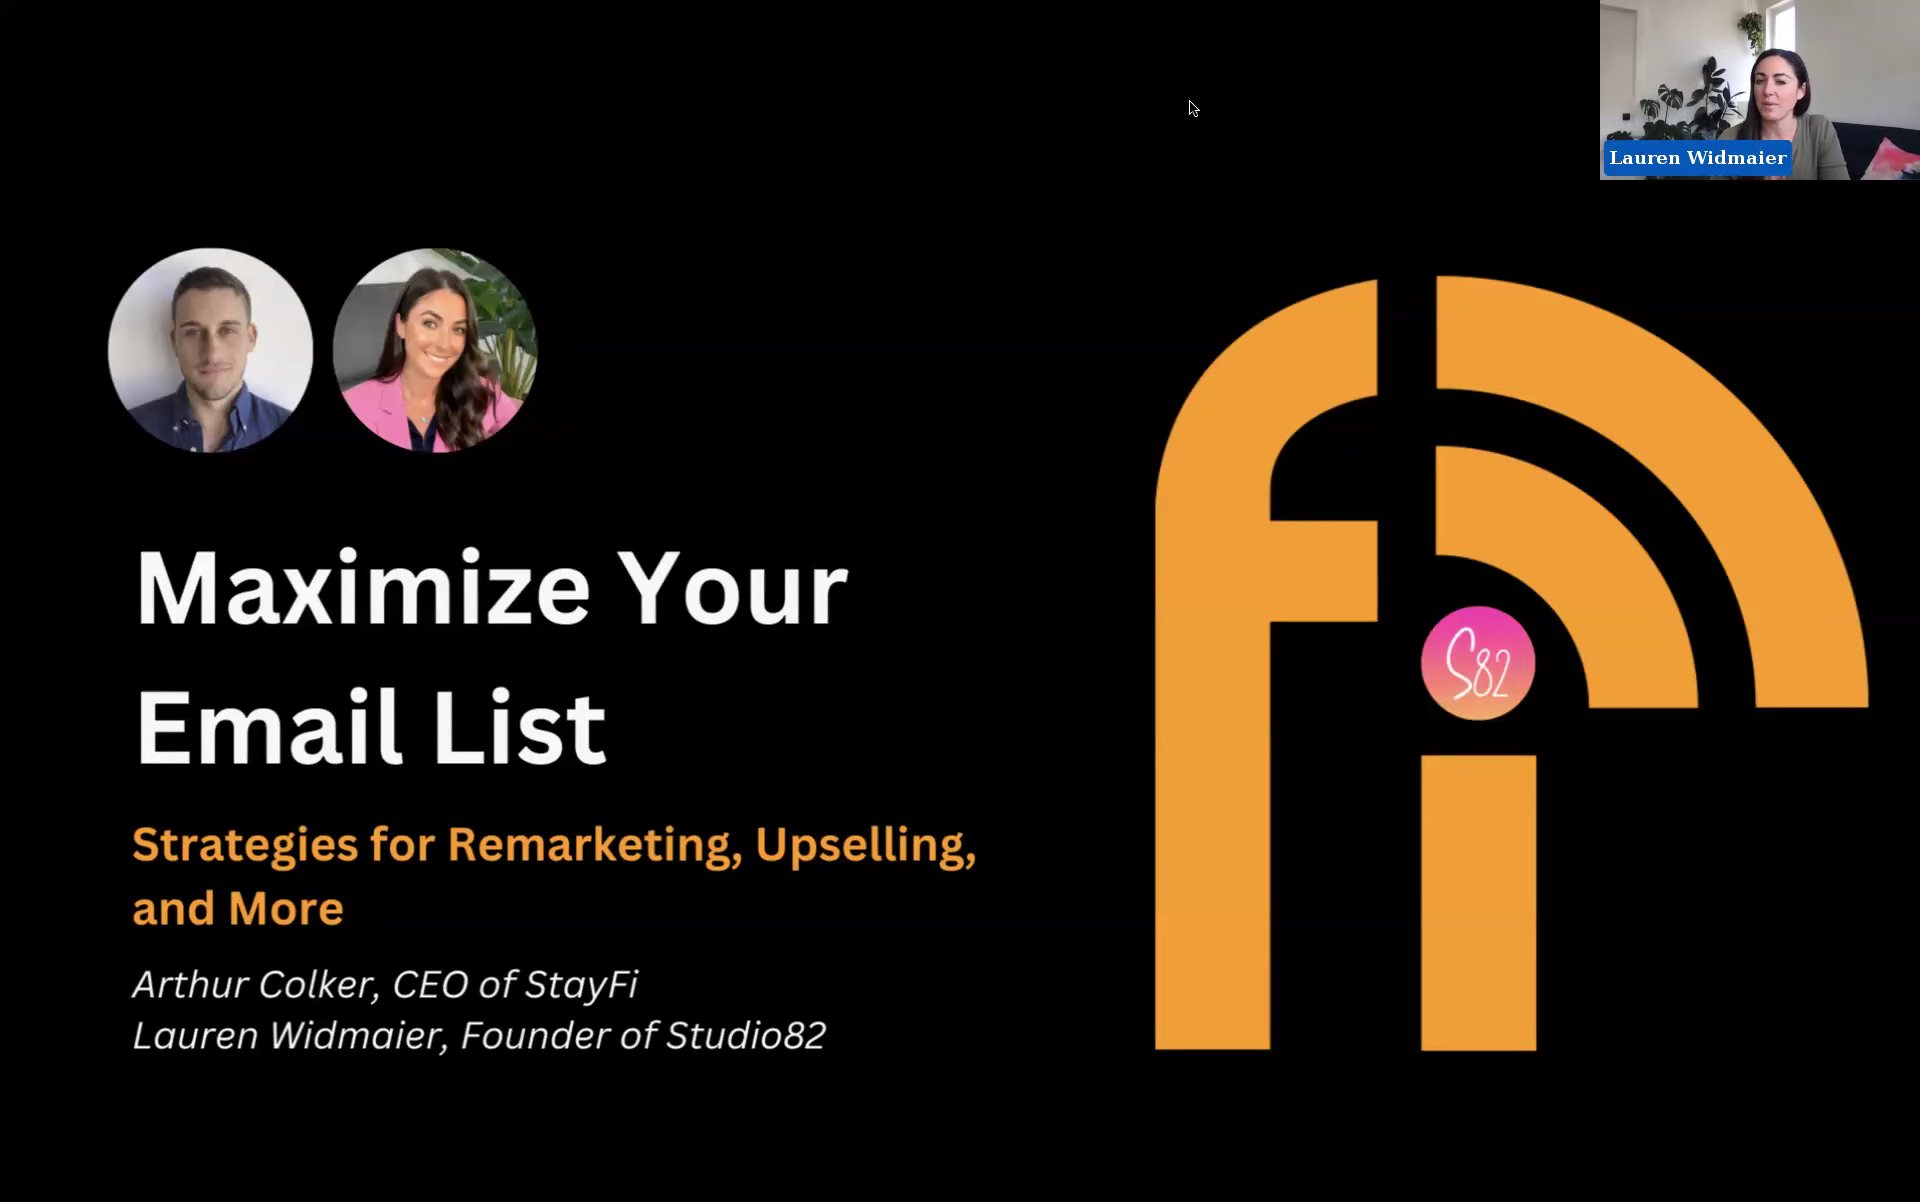 Lauren Widmaier
Maximize Your
Email List
Strategies for Remarketing, Upselling,
and More
Arthur Colker, CEO of StayFi
Lauren Widmaier, Founder of Studio82
fi
S82